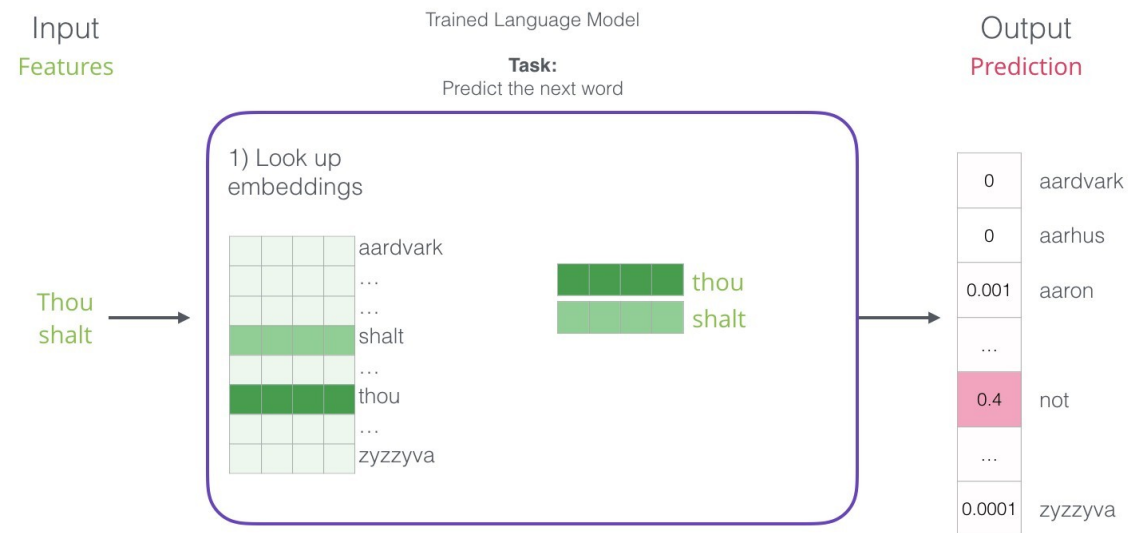 Input
Features
Trained Language Model
Task:
Predict the next word
Output
Prediction
Thou
shalt
1) Look up
embeddings
aardvark
...
...
shalt
...
thou
...
zyzzyva
thou
shalt
0 aardvark
0 aarhus
0.001 aaron
...
0.4 not
...
0.0001 zyzzyva